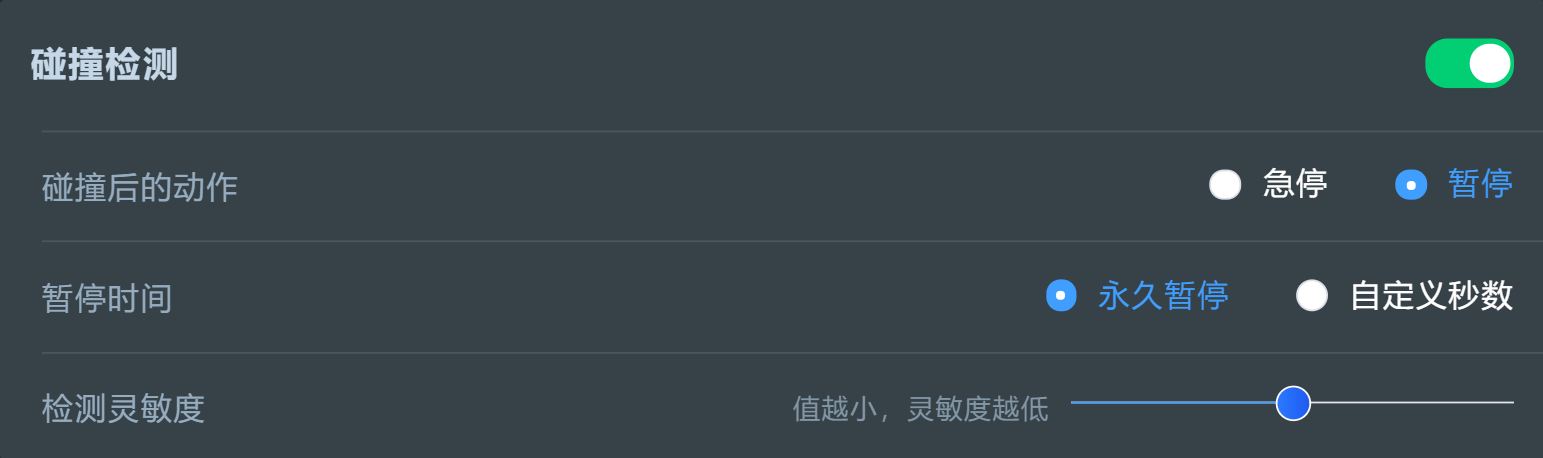 碰撞检测
碰撞后的动作 急停 暂停
暂停时间 永久暂停 自定义秒数
检测灵敏度 值越小，灵敏度越低